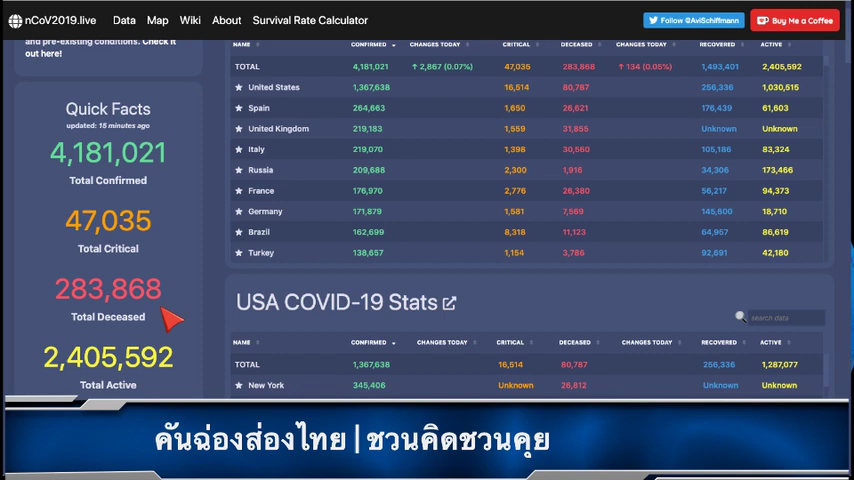 nCoV2019.live Data Map Wiki About Survival Rate Calculator Follow @AviSchiffmann Buy Me a Coffee
and pre-existing conditions. Check it
out here!
Quick Facts
updated: 15 minutes ago
4,181,021
Total Confirmed
47,035
Total Critical
283,868
Total Deceased
2,405,592
Total Active
NAME CONFIRMED CHANGES TODAY CRITICAL DECEASED CHANGES TODAY RECOVERED ACTIVE
TOTAL 4,181,021 ↑ 2,867 (0.07%) 47,035 283,868 ↑ 134 (0.05%) 1,493,401 2,405,592
★ United States 1,367,638 16,514 80,787 256,336 1,030,515
★ Spain 264,663 1,650 26,621 176,439 61,603
★ United Kingdom 219,183 1,559 31,855 Unknown Unknown
★ Italy 219,070 1,398 30,560 105,186 83,324
★ Russia 209,688 2,300 1,916 34,306 173,466
★ France 176,970 2,776 26,380 56,217 94,373
★ Germany 171,879 1,581 7,569 145,600 18,710
★ Brazil 162,699 8,318 11,123 64,957 86,619
★ Turkey 138,657 1,154 3,786 92,691 42,180
USA COVID-19 Stats
search data
NAME CONFIRMED CHANGES TODAY CRITICAL DECEASED CHANGES TODAY RECOVERED ACTIVE
TOTAL 1,367,638 16,514 80,787 256,336 1,287,077
★ New York 345,406 Unknown 26,812 Unknown Unknown
คันฉ่องส่องไทย | ชวนคิดชวนคุย